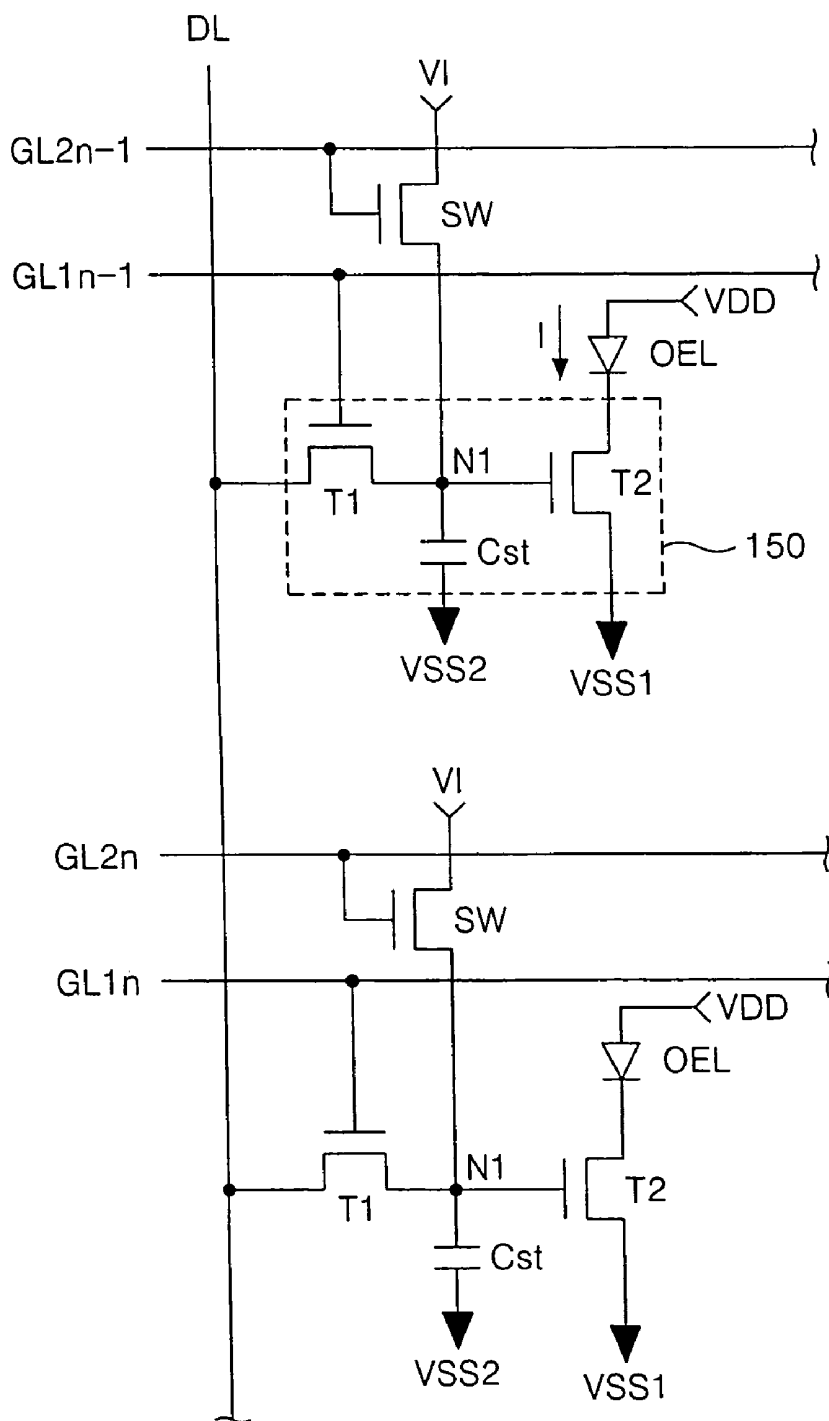 DL
VI
GL2n-1
SW
GL1n-1
VDD
I
OEL
N1
T1
T2
Cst
150
VSS2
VSS1
VI
GL2n
SW
GL1n
VDD
OEL
N1
T1
T2
Cst
VSS2
VSS1